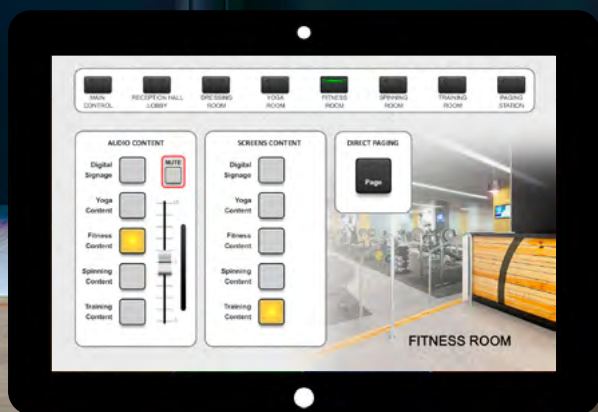 MAIN
CONTROL
RECEPTION HALL
LOBBY
DRESSING
ROOM
YOGA
ROOM
FITNESS
ROOM
SPINNING
ROOM
TRAINING
ROOM
PAGING
STATION
AUDIO CONTENT
Digital
Signage
MUTE
Yoga
Content
Fitness
Content
Spinning
Content
Training
Content
SCREENS CONTENT
Digital
Signage
Yoga
Content
Fitness
Content
Spinning
Content
Training
Content
DIRECT PAGING
Page
FITNESS ROOM